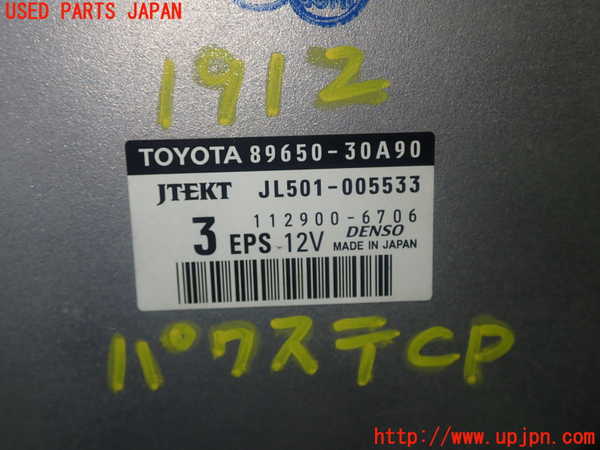 USED PARTS JAPAN
1912
TOYOTA 89650-30A90
JTEKT JL501-005533
112900-6706
3 EPS 12V DENSO MADE IN JAPAN
パワステCP
UPJ
http://www.upjpn.com/